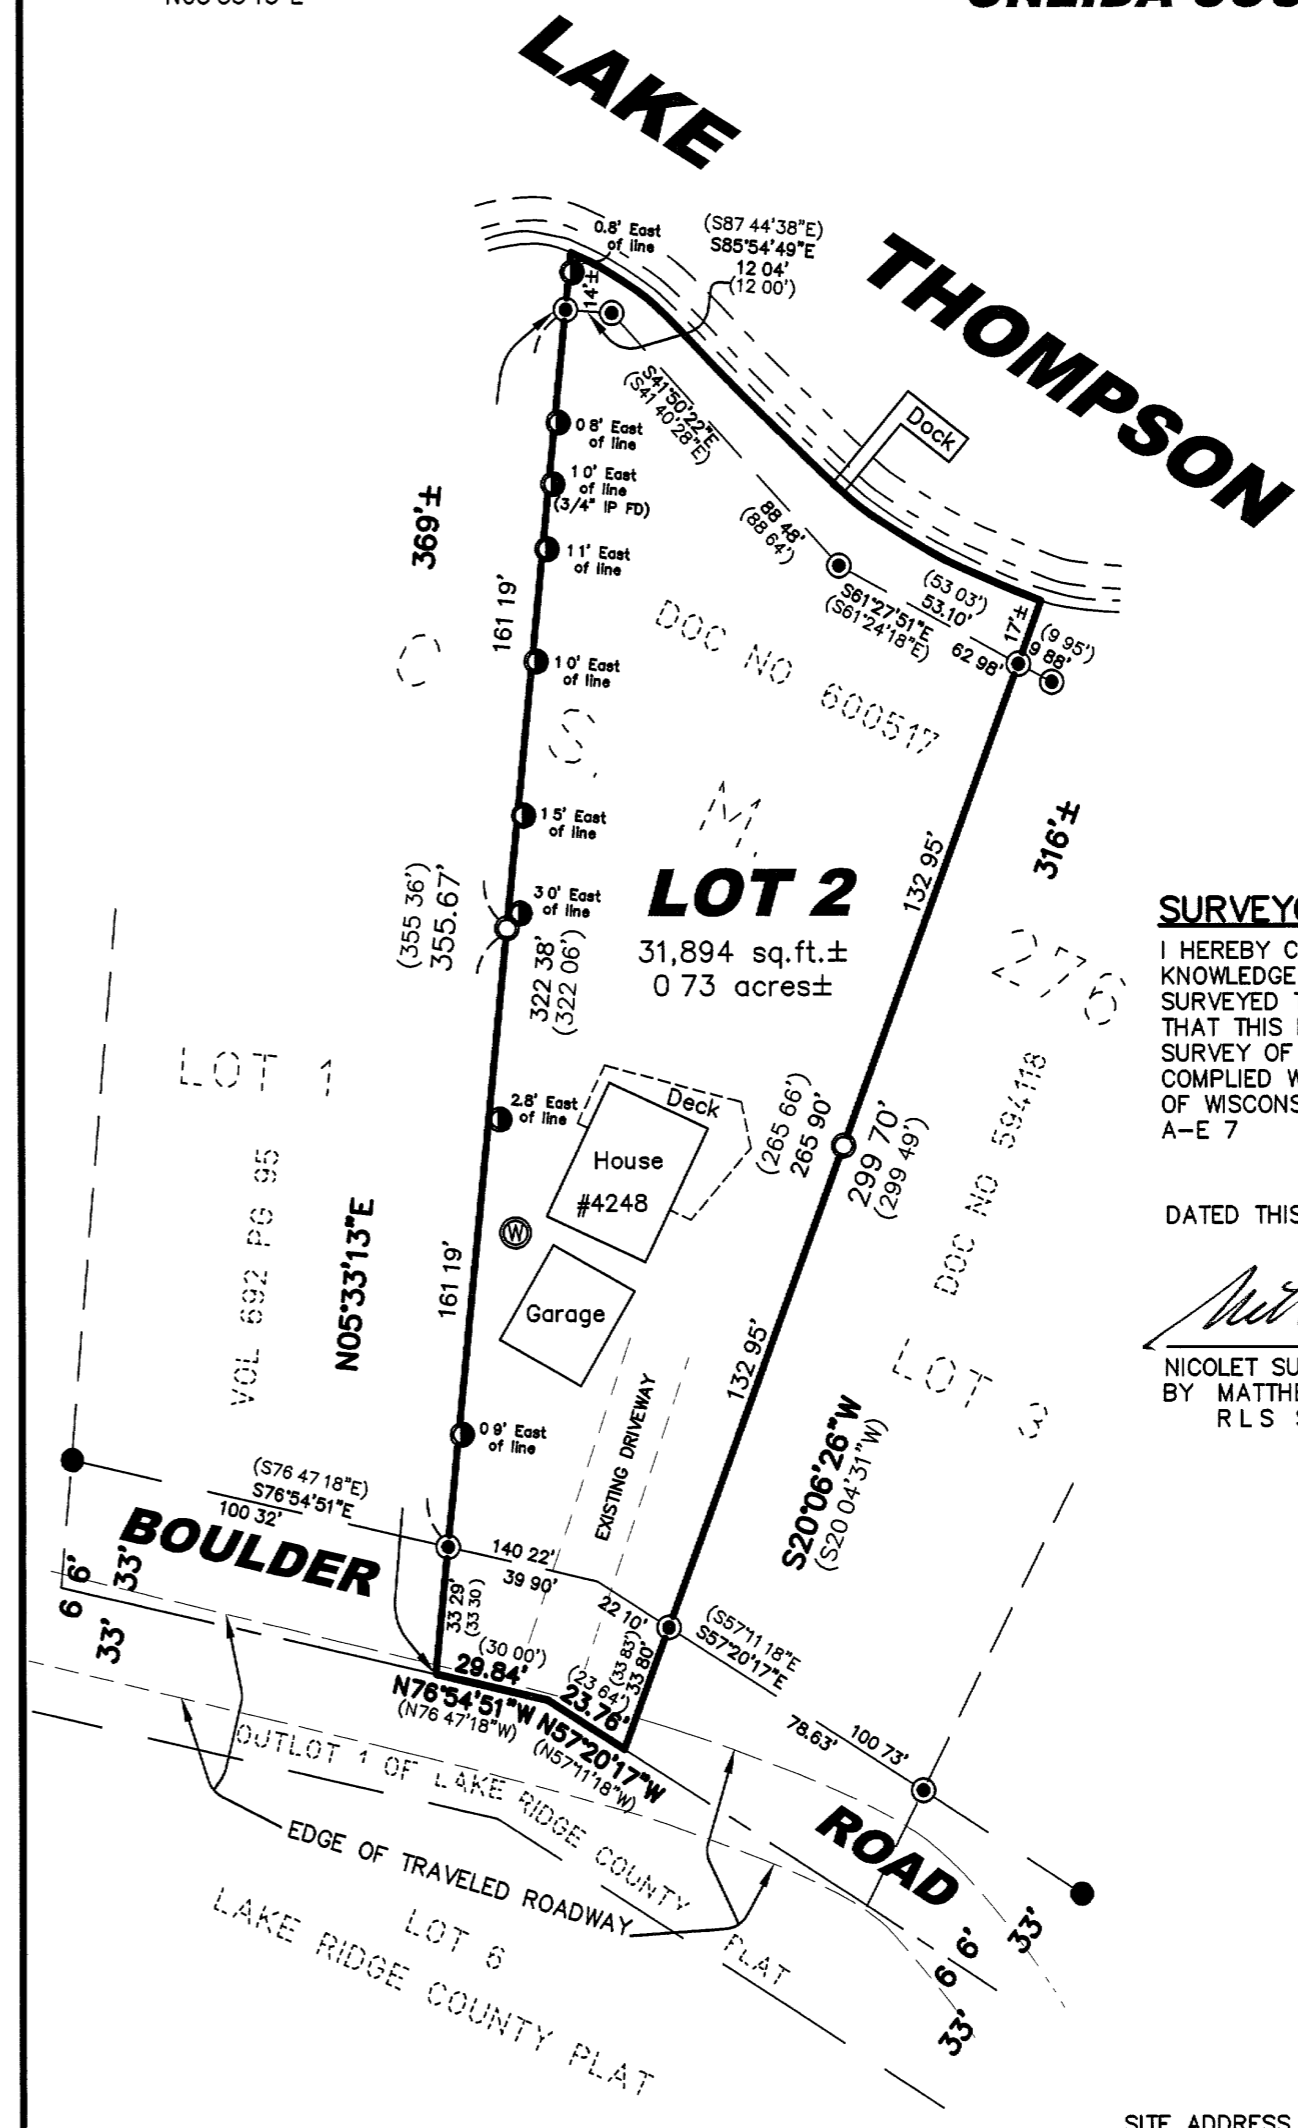 LAKE
THOMPSON
0.8' East
of line
(S87 44'38"E)
S85°54'49"E
12 04'
(12 00')
14'±
S41°50'22"E
(S41 40'28"E)
88 48'
(88 64')
Dock
0 8' East
of line
1 0' East
of line
(3/4" IP FD)
1 1' East
of line
369'±
161 19'
1 0' East
of line
(53 03')
53.10'
S61°27'51"E
(S61°24'18"E)
62 98'
17'±
(9 95')
9 88'
DOC NO 600517
C
S.
M.
276
1 5' East
of line
3 0' East
of line
(355 36')
355.67'
322 38'
(322 06')
LOT 2
31,894 sq.ft.±
0 73 acres±
132 95'
316'±
SURVEYO
I HEREBY C
KNOWLEDGE
SURVEYED T
THAT THIS
SURVEY OF
COMPLIED W
OF WISCONS
A-E 7
DATED THIS
NICOLET SU
BY MATTHE
R L S
LOT 1
VOL 692 PG 95
N05°33'13"E
161 19'
2.8' East
of line
Deck
House
#4248
W
Garage
(265 66')
265 90'
299 70'
(299 49')
DOC NO 594118
LOT 3
132 95'
S20°06'26"W
(S20 04'31"W)
EXISTING DRIVEWAY
0 9' East
of line
(S76 47 18"E)
S76°54'51"E
100 32'
BOULDER
6 6'
33'
33'
140 22'
39 90'
22 10'
33 29'
(33 30)
(30 00')
29.84'
N76°54'51"W
(N76 47'18"W)
(23 64')
23.76'
(33 83')
33 80'
N57°20'17"W
(N57°11'18"W)
(S57°11 18"E
S57°20'17"E
78.63'
100 73'
ROAD
6 6'
33'
33'
OUTLOT 1 OF LAKE RIDGE COUNTY
PLAT
EDGE OF TRAVELED ROADWAY
LOT 6
LAKE RIDGE COUNTY PLAT
SITE ADDRESS